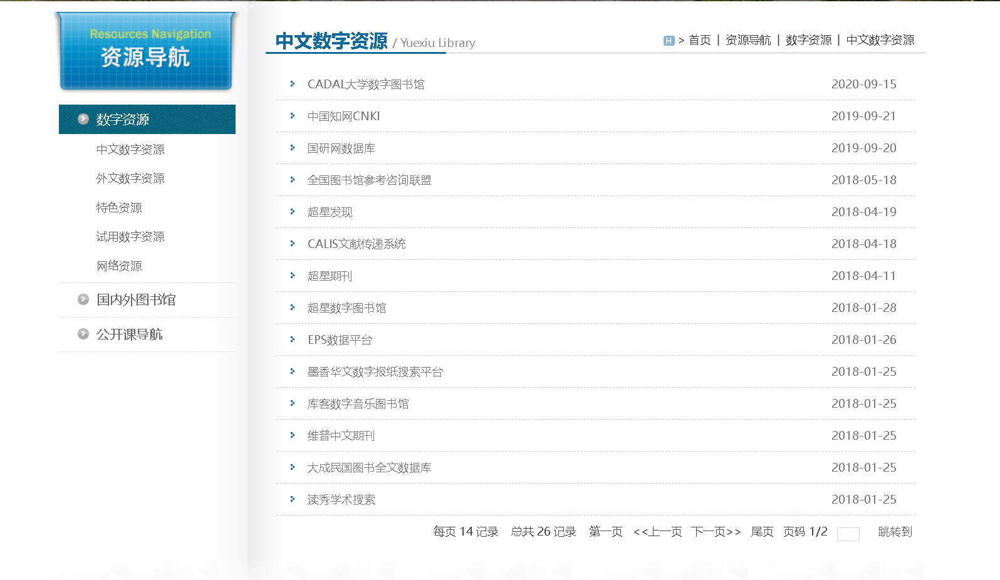 Resources Navigation
资源导航
数字资源
中文数字资源
外文数字资源
特色资源
试用数字资源
网络资源
国内外图书馆
公开课导航
中文数字资源 / Yuexiu Library
H > 首页 | 资源导航 | 数字资源 | 中文数字资源
CADAL大学数字图书馆 2020-09-15
中国知网CNKI 2019-09-21
国研网数据库 2019-09-20
全国图书馆参考咨询联盟 2018-05-18
超星发现 2018-04-19
CALIS文献传递系统 2018-04-18
超星期刊 2018-04-11
超星数字图书馆 2018-01-28
EPS数据平台 2018-01-26
墨香华文数字报纸搜索平台 2018-01-25
库客数字音乐图书馆 2018-01-25
维普中文期刊 2018-01-25
大成民国图书全文数据库 2018-01-25
读秀学术搜索 2018-01-25
每页 14 记录 总共 26 记录 第一页 <<上一页 下一页>> 尾页 页码 1/2 跳转到